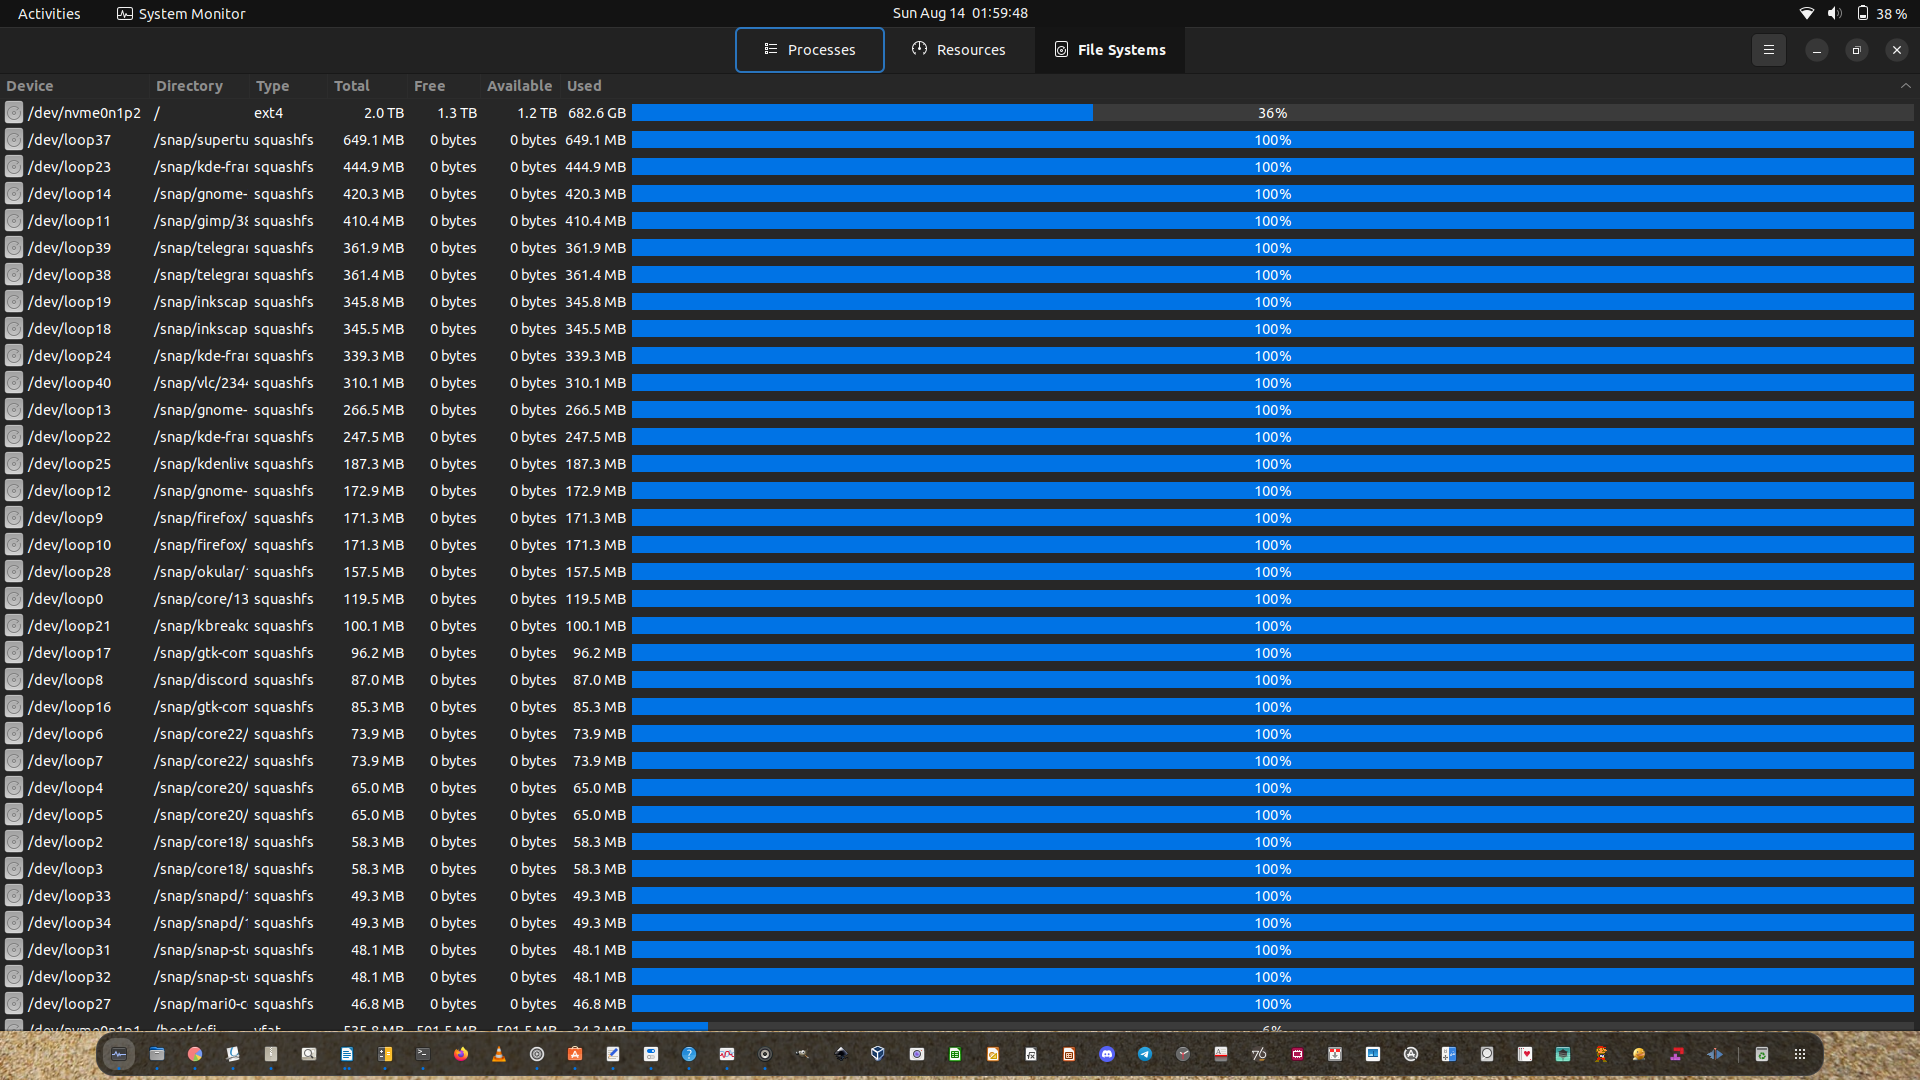 Activities System Monitor Sun Aug 14 01:59:48 38 %
Processes Resources File Systems
Device Directory Type Total Free Available Used
/dev/nvme0n1p2 / ext4 2.0 TB 1.3 TB 1.2 TB 682.6 GB 36%
/dev/loop37 /snap/supertu squashfs 649.1 MB 0 bytes 0 bytes 649.1 MB 100%
/dev/loop23 /snap/kde-fra squashfs 444.9 MB 0 bytes 0 bytes 444.9 MB 100%
/dev/loop14 /snap/gnome- squashfs 420.3 MB 0 bytes 0 bytes 420.3 MB 100%
/dev/loop11 /snap/gimp/38 squashfs 410.4 MB 0 bytes 0 bytes 410.4 MB 100%
/dev/loop39 /snap/telegra squashfs 361.9 MB 0 bytes 0 bytes 361.9 MB 100%
/dev/loop38 /snap/telegra squashfs 361.4 MB 0 bytes 0 bytes 361.4 MB 100%
/dev/loop19 /snap/inkscap squashfs 345.8 MB 0 bytes 0 bytes 345.8 MB 100%
/dev/loop18 /snap/inkscap squashfs 345.5 MB 0 bytes 0 bytes 345.5 MB 100%
/dev/loop24 /snap/kde-fra squashfs 339.3 MB 0 bytes 0 bytes 339.3 MB 100%
/dev/loop40 /snap/vlc/234 squashfs 310.1 MB 0 bytes 0 bytes 310.1 MB 100%
/dev/loop13 /snap/gnome- squashfs 266.5 MB 0 bytes 0 bytes 266.5 MB 100%
/dev/loop22 /snap/kde-fra squashfs 247.5 MB 0 bytes 0 bytes 247.5 MB 100%
/dev/loop25 /snap/kdenlive squashfs 187.3 MB 0 bytes 0 bytes 187.3 MB 100%
/dev/loop12 /snap/gnome- squashfs 172.9 MB 0 bytes 0 bytes 172.9 MB 100%
/dev/loop9 /snap/firefox/ squashfs 171.3 MB 0 bytes 0 bytes 171.3 MB 100%
/dev/loop10 /snap/firefox/ squashfs 171.3 MB 0 bytes 0 bytes 171.3 MB 100%
/dev/loop28 /snap/okular/ squashfs 157.5 MB 0 bytes 0 bytes 157.5 MB 100%
/dev/loop0 /snap/core/13 squashfs 119.5 MB 0 bytes 0 bytes 119.5 MB 100%
/dev/loop21 /snap/kbreako squashfs 100.1 MB 0 bytes 0 bytes 100.1 MB 100%
/dev/loop17 /snap/gtk-com squashfs 96.2 MB 0 bytes 0 bytes 96.2 MB 100%
/dev/loop8 /snap/discord squashfs 87.0 MB 0 bytes 0 bytes 87.0 MB 100%
/dev/loop16 /snap/gtk-com squashfs 85.3 MB 0 bytes 0 bytes 85.3 MB 100%
/dev/loop6 /snap/core22/ squashfs 73.9 MB 0 bytes 0 bytes 73.9 MB 100%
/dev/loop7 /snap/core22/ squashfs 73.9 MB 0 bytes 0 bytes 73.9 MB 100%
/dev/loop4 /snap/core20/ squashfs 65.0 MB 0 bytes 0 bytes 65.0 MB 100%
/dev/loop5 /snap/core20/ squashfs 65.0 MB 0 bytes 0 bytes 65.0 MB 100%
/dev/loop2 /snap/core18/ squashfs 58.3 MB 0 bytes 0 bytes 58.3 MB 100%
/dev/loop3 /snap/core18/ squashfs 58.3 MB 0 bytes 0 bytes 58.3 MB 100%
/dev/loop33 /snap/snapd/1 squashfs 49.3 MB 0 bytes 0 bytes 49.3 MB 100%
/dev/loop34 /snap/snapd/1 squashfs 49.3 MB 0 bytes 0 bytes 49.3 MB 100%
/dev/loop31 /snap/snap-sto squashfs 48.1 MB 0 bytes 0 bytes 48.1 MB 100%
/dev/loop32 /snap/snap-sto squashfs 48.1 MB 0 bytes 0 bytes 48.1 MB 100%
/dev/loop27 /snap/mari0-c squashfs 46.8 MB 0 bytes 0 bytes 46.8 MB 100%
/dev/nvme0n1p1 /boot/efi vfat 535.8 MB 501.5 MB 501.5 MB 34.3 MB 6%
76